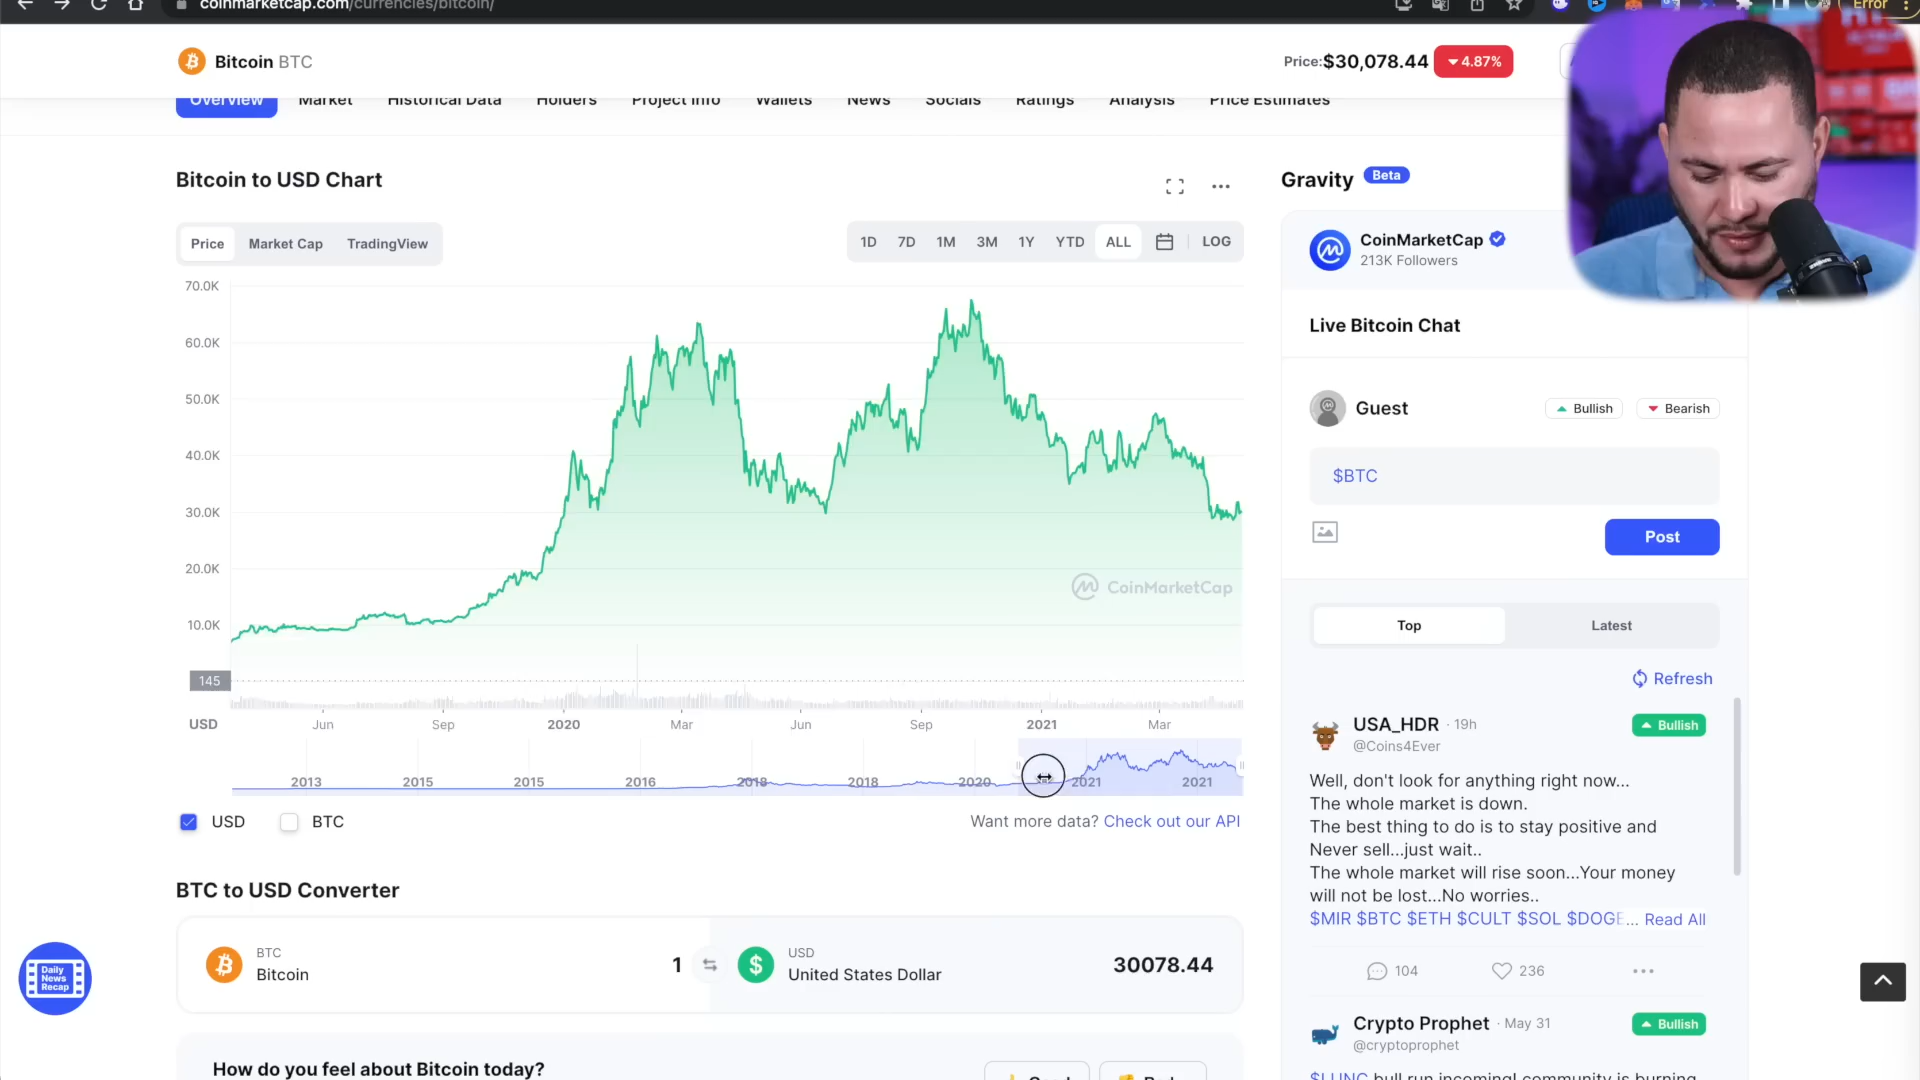 coinmarketcap.com/currencies/bitcoin/
Error
Bitcoin BTC
Price:$30,078.44
4.87%
Overview
Market
Historical Data
Holders
Project Info
Wallets
News
Socials
Ratings
Analysis
Price Estimates
Bitcoin to USD Chart
Price
Market Cap
TradingView
1D
7D
1M
3M
1Y
YTD
ALL
LOG
70.0K
60.0K
50.0K
40.0K
30.0K
20.0K
10.0K
145
CoinMarketCap
USD
Jun
Sep
2020
Mar
Jun
Sep
2021
Mar
2013
2015
2015
2016
2018
2018
2020
2021
2021
USD
BTC
Want more data? Check out our API
BTC to USD Converter
BTC
Bitcoin
1
USD
United States Dollar
30078.44
How do you feel about Bitcoin today?
Daily
News
Recap
Gravity
Beta
CoinMarketCap
213K Followers
Live Bitcoin Chat
Guest
Bullish
Bearish
$BTC
Post
Top
Latest
Refresh
USA_HDR · 19h
@Coins4Ever
Bullish
Well, don't look for anything right now...
The whole market is down.
The best thing to do is to stay positive and
Never sell...just wait..
The whole market will rise soon...Your money
will not be lost...No worries..
$MIR $BTC $ETH $CULT $SOL $DOGE... Read All
104
236
Crypto Prophet · May 31
@cryptoprophet
Bullish
$LUNC bull run incoming! community is burning